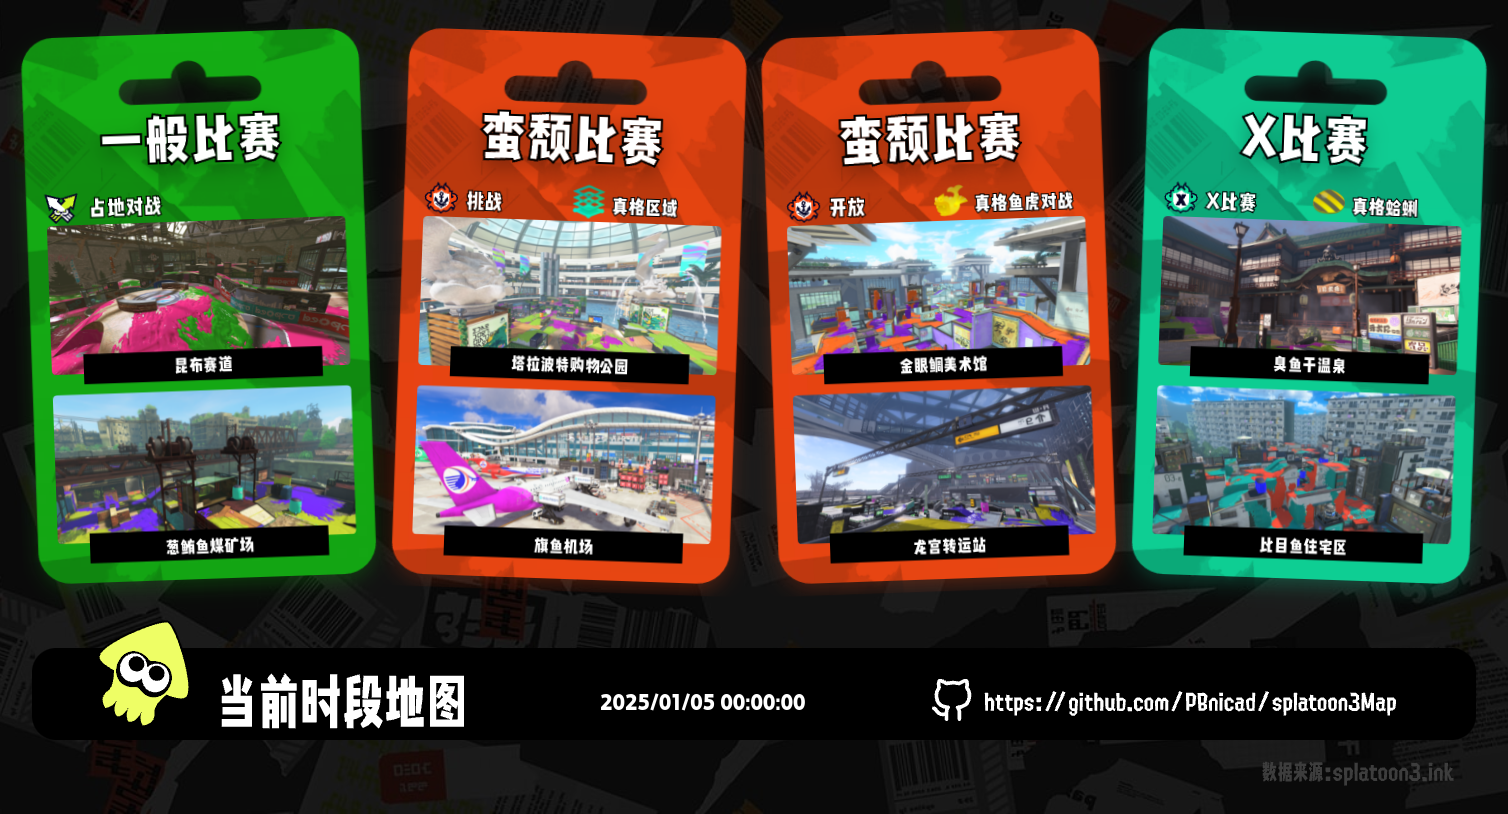 一般比赛
占地对战
昆布赛道
葱鲔鱼煤矿场
蛮颓比赛
挑战
真格区域
塔拉波特购物公园
旗鱼机场
蛮颓比赛
开放
真格鱼虎对战
金眼鲷美术馆
龙宫转运站
X比赛
X比赛
真格蛤蜊
臭鱼干温泉
比目鱼住宅区
当前时段地图
2025/01/05 00:00:00
https://github.com/PBnicad/splatoon3Map
数据来源:splatoon3.ink